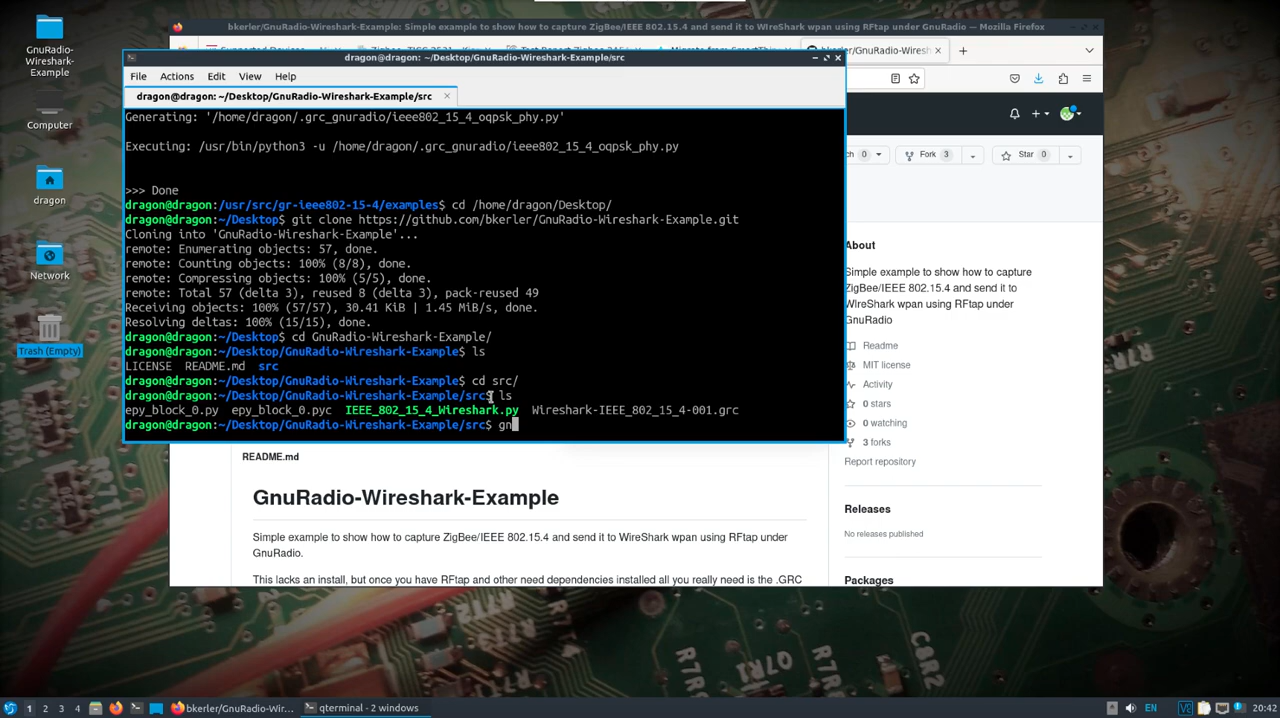 GnuRadio-
Wireshark-
Example
Computer
dragon
Network
Trash (Empty)
bkerler/GnuRadio-Wireshark-Example: Simple example to show how to capture ZigBee/IEEE 802.15.4 and send it to WIreShark wpan using RFtap under GnuRadio — Mozilla Firefox
bkerler/GnuRadio-Wiresh
dragon@dragon: ~/Desktop/GnuRadio-Wireshark-Example/src
File Actions Edit View Help
dragon@dragon: ~/Desktop/GnuRadio-Wireshark-Example/src
Generating: '/home/dragon/.grc_gnuradio/ieee802_15_4_oqpsk_phy.py'
Executing: /usr/bin/python3 -u /home/dragon/.grc_gnuradio/ieee802_15_4_oqpsk_phy.py
>>> Done
dragon@dragon:/usr/src/gr-ieee802-15-4/examples$ cd /home/dragon/Desktop/
dragon@dragon:~/Desktop$ git clone https://github.com/bkerler/GnuRadio-Wireshark-Example.git
Cloning into 'GnuRadio-Wireshark-Example'...
remote: Enumerating objects: 57, done.
remote: Counting objects: 100% (8/8), done.
remote: Compressing objects: 100% (5/5), done.
remote: Total 57 (delta 3), reused 8 (delta 3), pack-reused 49
Receiving objects: 100% (57/57), 30.41 KiB | 1.45 MiB/s, done.
Resolving deltas: 100% (15/15), done.
dragon@dragon:~/Desktop$ cd GnuRadio-Wireshark-Example/
dragon@dragon:~/Desktop/GnuRadio-Wireshark-Example$ ls
LICENSE README.md src
dragon@dragon:~/Desktop/GnuRadio-Wireshark-Example$ cd src/
dragon@dragon:~/Desktop/GnuRadio-Wireshark-Example/src$ ls
epy_block_0.py epy_block_0.pyc IEEE_802_15_4_Wireshark.py Wireshark-IEEE_802_15_4-001.grc
dragon@dragon:~/Desktop/GnuRadio-Wireshark-Example/src$ gn
ch 0 Fork 3 Star 0
About
Simple example to show how to capture
ZigBee/IEEE 802.15.4 and send it to
WIreShark wpan using RFtap under
GnuRadio
Readme
MIT license
Activity
0 stars
0 watching
3 forks
Report repository
Releases
No releases published
Packages
README.md
GnuRadio-Wireshark-Example
Simple example to show how to capture ZigBee/IEEE 802.15.4 and send it to WireShark wpan using RFtap under
GnuRadio.
This lacks an install, but once you have RFtap and other need dependencies installed all you really need is the .GRC
R7R
R7
C8R2
1 2 3 4 bkerler/GnuRadio-Wir... qterminal - 2 windows EN 20:42